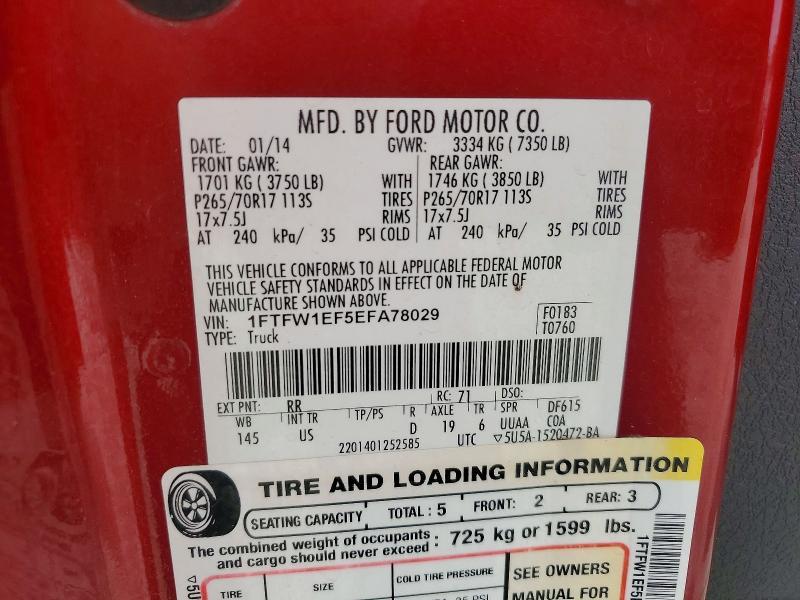 MFD. BY FORD MOTOR CO.
DATE: 01/14 GVWR: 3334 KG ( 7350 LB)
FRONT GAWR: REAR GAWR:
1701 KG ( 3750 LB) WITH 1746 KG ( 3850 LB) WITH
P265/70R17 113S TIRES P265/70R17 113S TIRES
17x7.5J RIMS 17x7.5J RIMS
AT 240 kPa/ 35 PSI COLD AT 240 kPa/ 35 PSI COLD
THIS VEHICLE CONFORMS TO ALL APPLICABLE FEDERAL MOTOR
VEHICLE SAFETY STANDARDS IN EFFECT ON THE DATE OF
MANUFACTURE SHOWN ABOVE.
VIN: 1FTFW1EF5EFA78029 F0183
TYPE: Truck T0760
EXT PNT: RR RC: 71 DSO:
WB INT TR TP/PS R AXLE TR SPR DF615
145 US D 19 6 UUAA COA
2201401252585 UTC ▽5U5A-1520472-BA
TIRE AND LOADING INFORMATION
SEATING CAPACITY TOTAL : 5 FRONT: 2 REAR: 3
The combined weight of occupants : 725 kg or 1599 lbs.
and cargo should never exceed
TIRE SIZE COLD TIRE PRESSURE SEE OWNERS
MANUAL FOR
35 PSI
▽5U
1FTFW1EF5